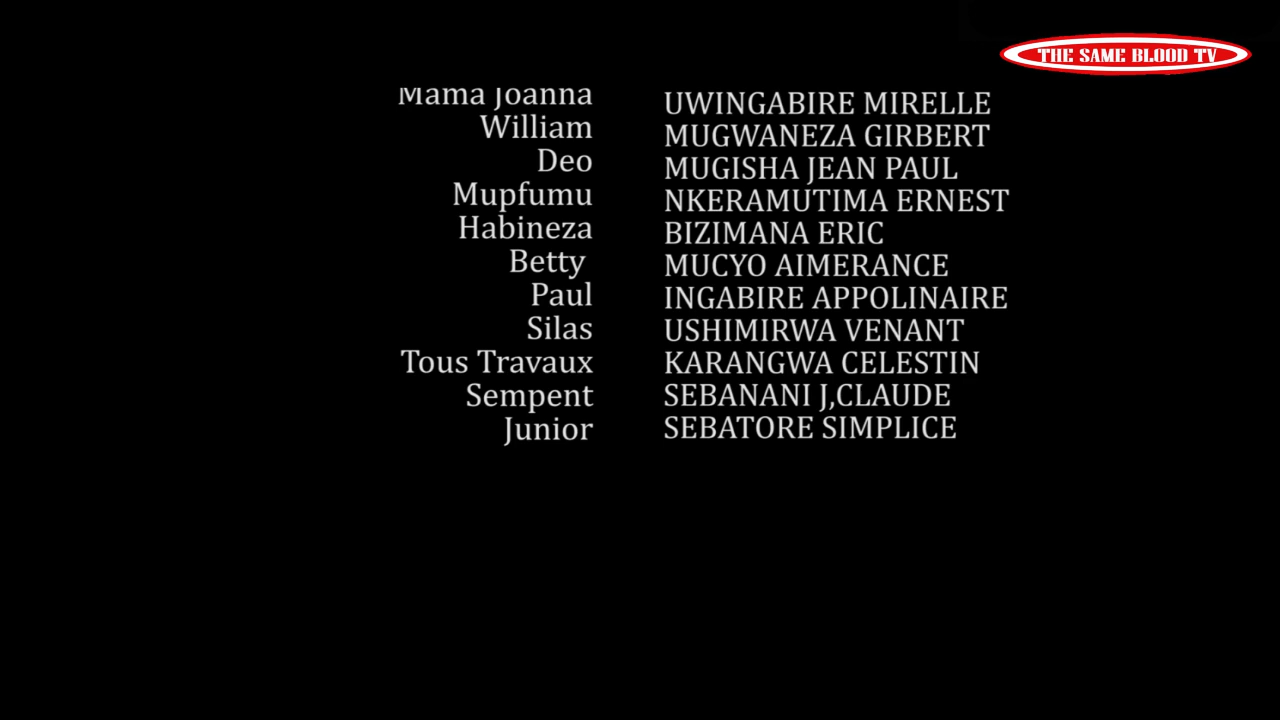 THE SAME BLOOD TV
Mama Joanna UWINGABIRE MIRELLE
William MUGWANEZA GIRBERT
Deo MUGISHA JEAN PAUL
Mupfumu NKERAMUTIMA ERNEST
Habineza BIZIMANA ERIC
Betty MUCYO AIMERANCE
Paul INGABIRE APPOLINAIRE
Silas USHIMIRWA VENANT
Tous Travaux KARANGWA CELESTIN
Sempent SEBANANI J,CLAUDE
Junior SEBATORE SIMPLICE